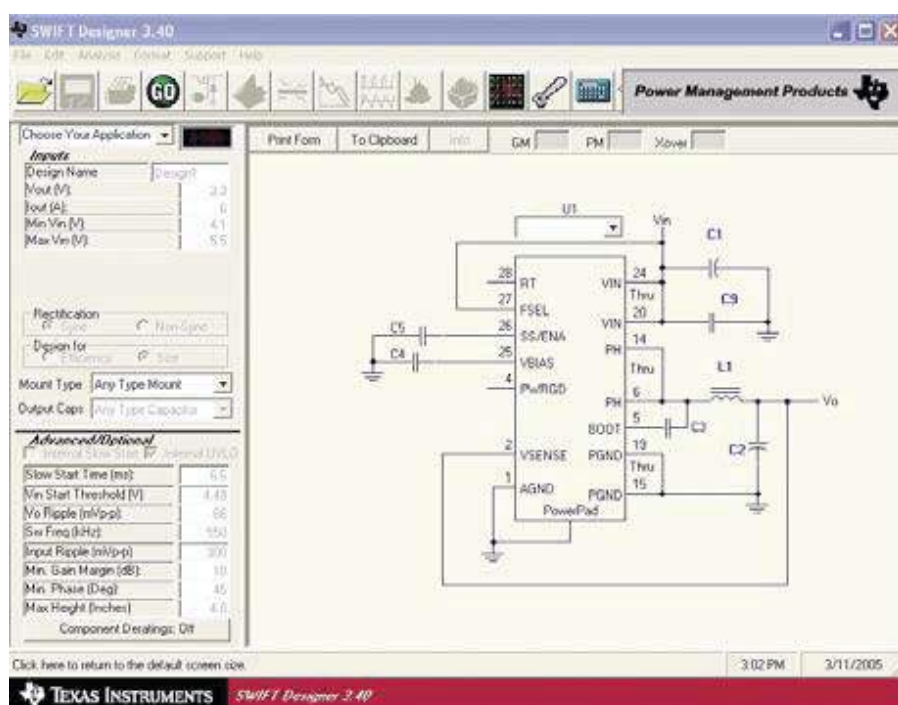 SWIFT Designer 3.40
File Edit Analysis Format Support Help
GO
Power Management Products
Choose Your Application
Print Form
To Clipboard
Info
GM
PM
Xover
Inputs
Design Name Design1
Vout (V): 3.3
Iout (A): 6
Min Vin (V): 4.1
Max Vin (V): 5.5
Rectification
Sync Non-Sync
Design for
Efficiency Size
Mount Type Any Type Mount
Output Caps Any Type Capacitor
Advanced/Optional
Internal Slow Start Internal UVLO
Slow Start Time (ms):
Vin Start Threshold (V) 4.48
Vo Ripple (mVp-p): 66
Sw Freq (kHz): 550
Input Ripple (mVp-p) 300
Min. Gain Margin (dB): 10
Min. Phase (Deg): 45
Max Height (Inches) 4.0
Component Deratings: Off
U1
Vin
C1
28
RT
VIN
24
Thru
27
FSEL
VIN
20
C9
C5
26
SS/ENA
PH
14
C4
25
VBIAS
Thru
L1
4
PWRGD
PH
6
Vo
BOOT
5
C3
2
VSENSE
PGND
19
C2
Thru
1
AGND
PGND
15
PowerPad
Click here to return to the default screen size.
3:02 PM
3/11/2005
TEXAS INSTRUMENTS
SWIFT Designer 3.40